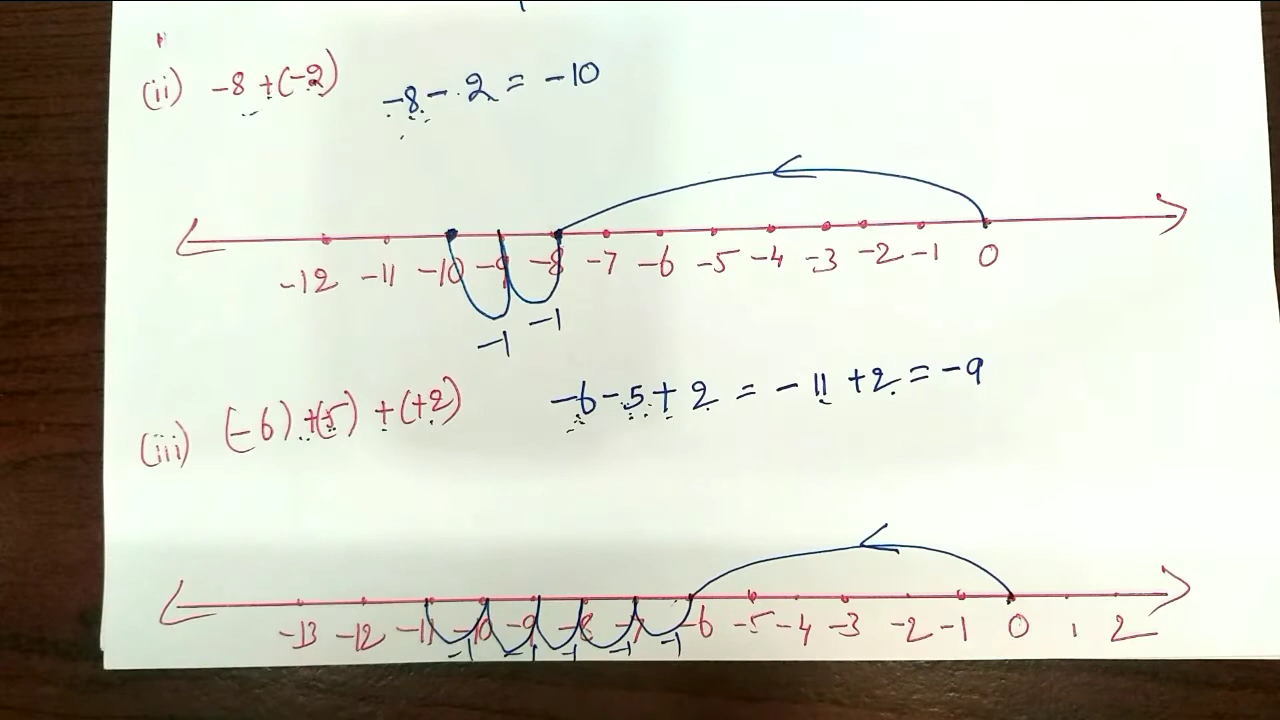 (ii) -8 +(-2) -8 - 2 = -10
-12 -11 -10 -9 -8 -7 -6 -5 -4 -3 -2 -1 0
-1 -1
(iii) (-6) +(-5) +(+2) -6-5+2 = -11 +2 = -9
-13 -12 -11 -10 -9 -8 -7 -6 -5 -4 -3 -2 -1 0 1 2
-1 -1 -1 -1 -1